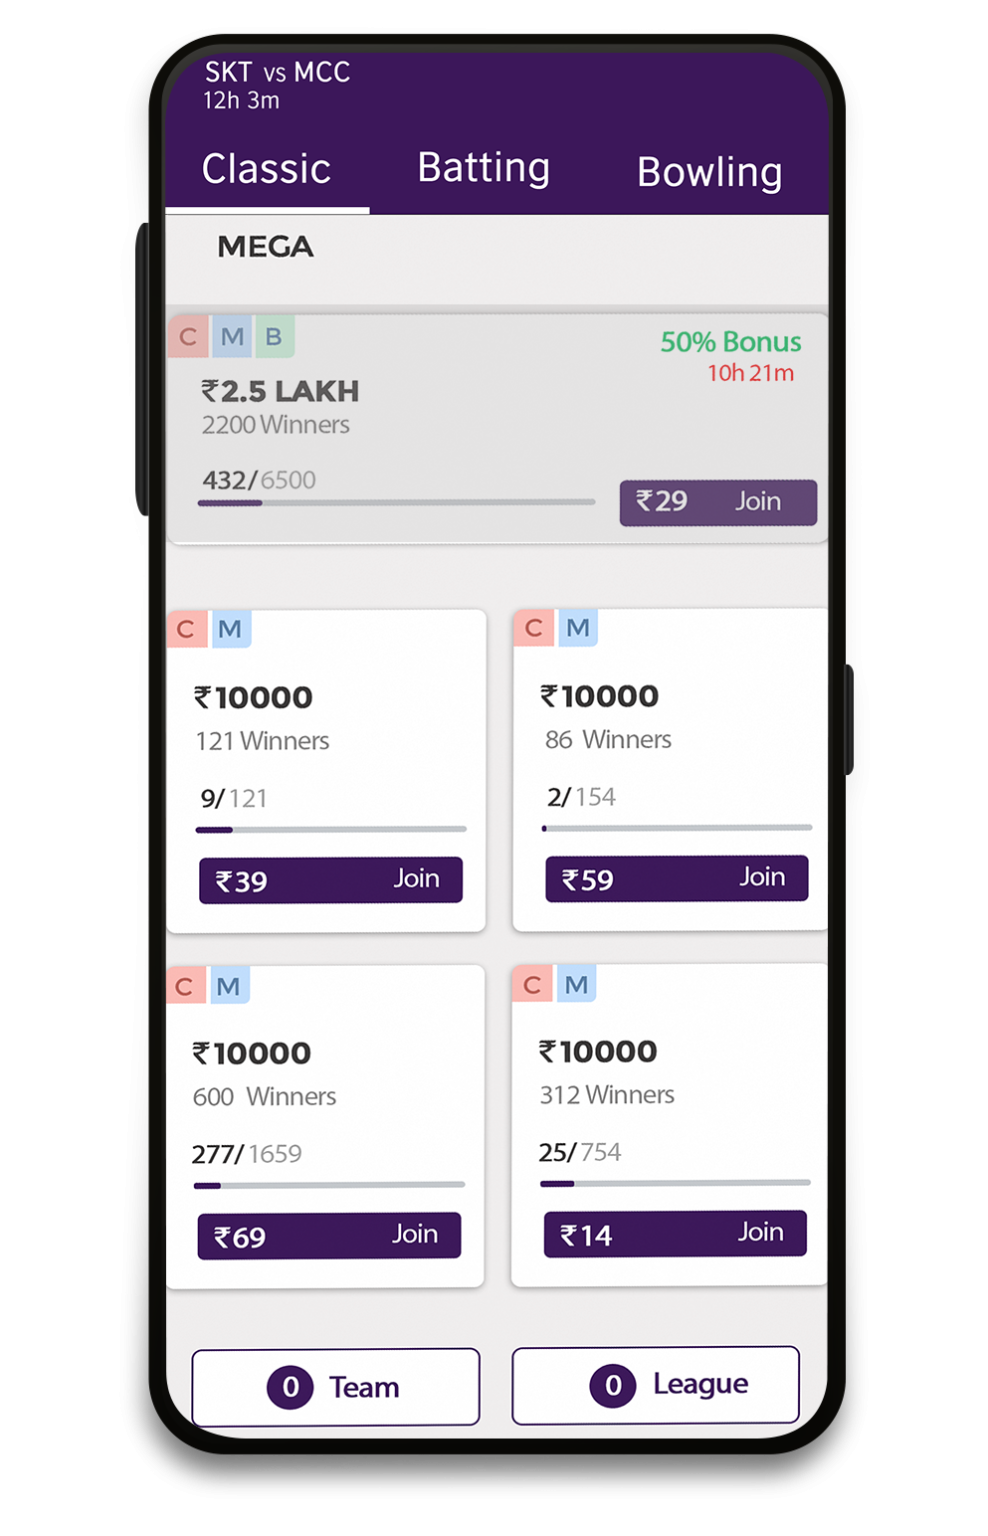 SKT vs MCC
12h 3m
Classic Batting Bowling
MEGA
C M B
50% Bonus
10h 21m
₹2.5 LAKH
2200 Winners
432/6500
₹29 Join
C M
₹10000
121 Winners
9/121
₹39 Join
C M
₹10000
86 Winners
2/154
₹59 Join
C M
₹10000
600 Winners
277/1659
₹69 Join
C M
₹10000
312 Winners
25/754
₹14 Join
0 Team
0 League